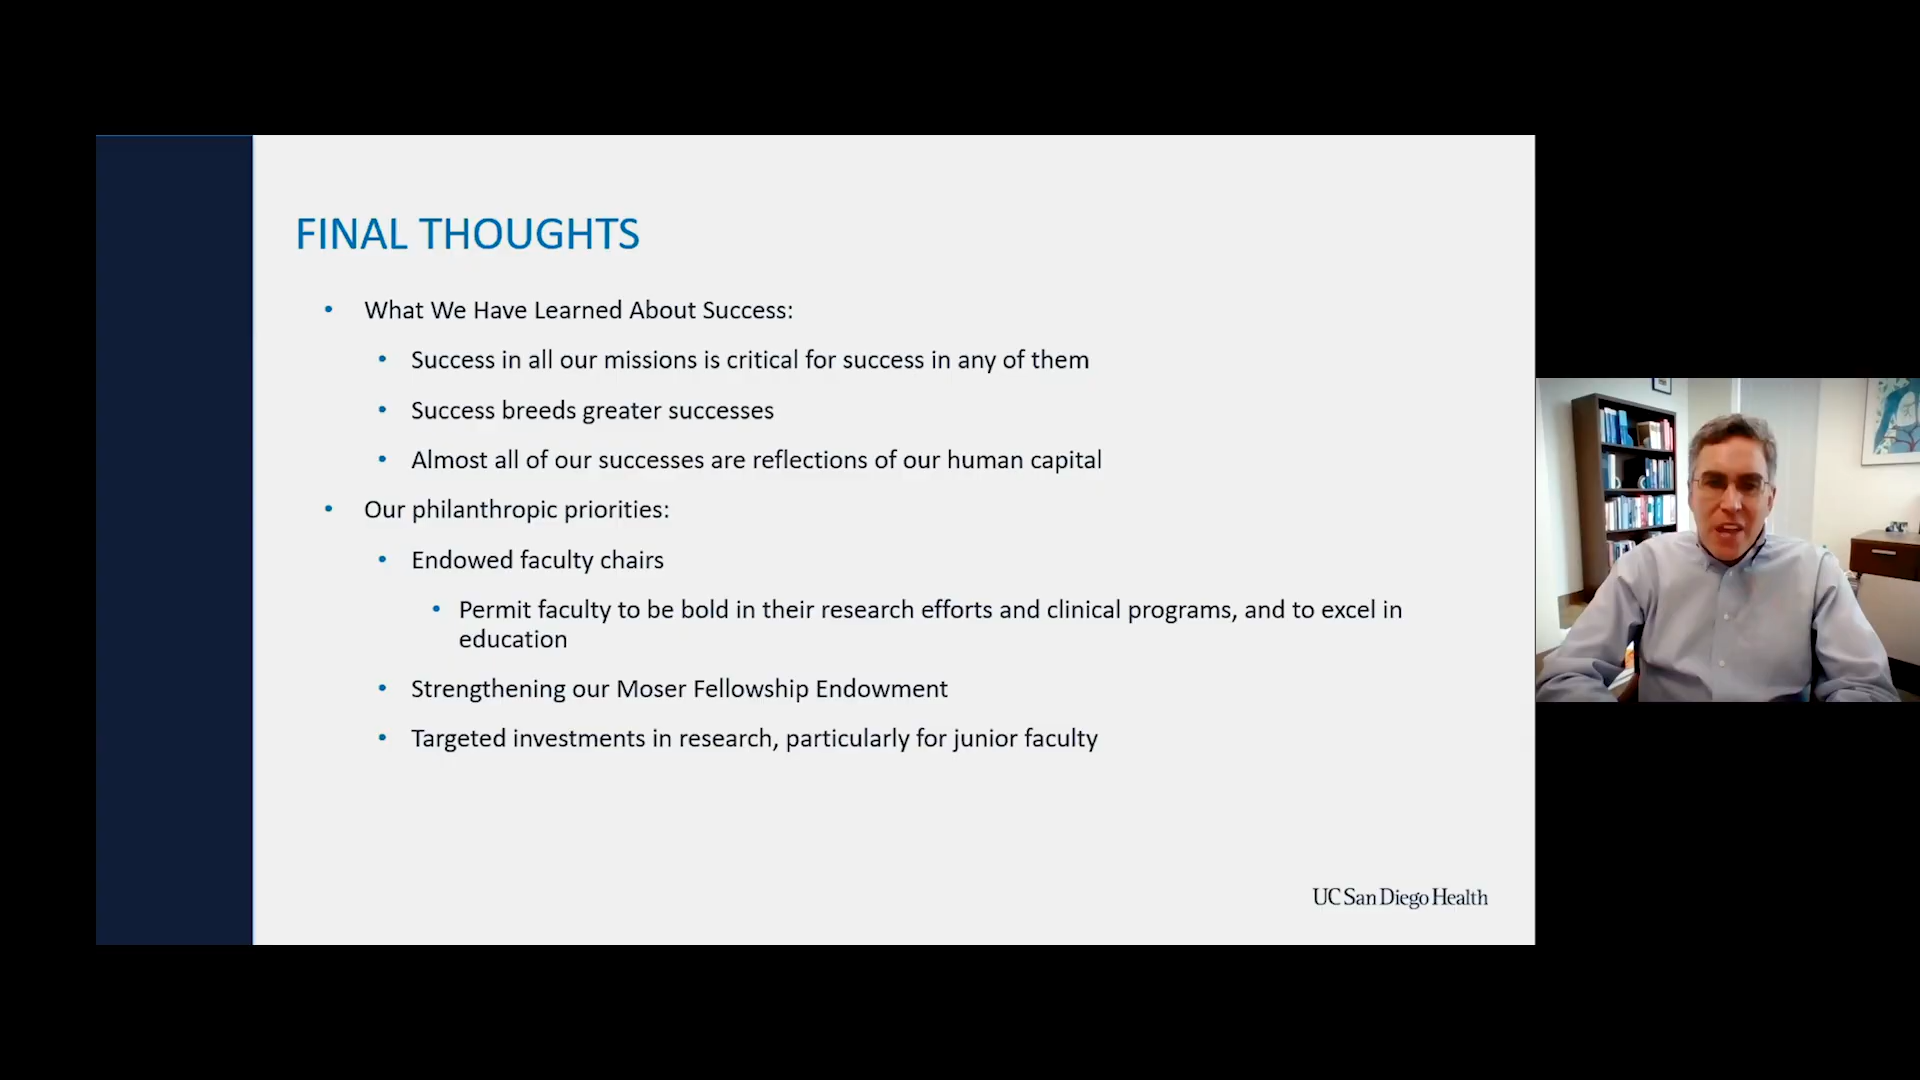 FINAL THOUGHTS
• What We Have Learned About Success:
• Success in all our missions is critical for success in any of them
• Success breeds greater successes
• Almost all of our successes are reflections of our human capital
• Our philanthropic priorities:
• Endowed faculty chairs
• Permit faculty to be bold in their research efforts and clinical programs, and to excel in
education
• Strengthening our Moser Fellowship Endowment
• Targeted investments in research, particularly for junior faculty
UC San Diego Health